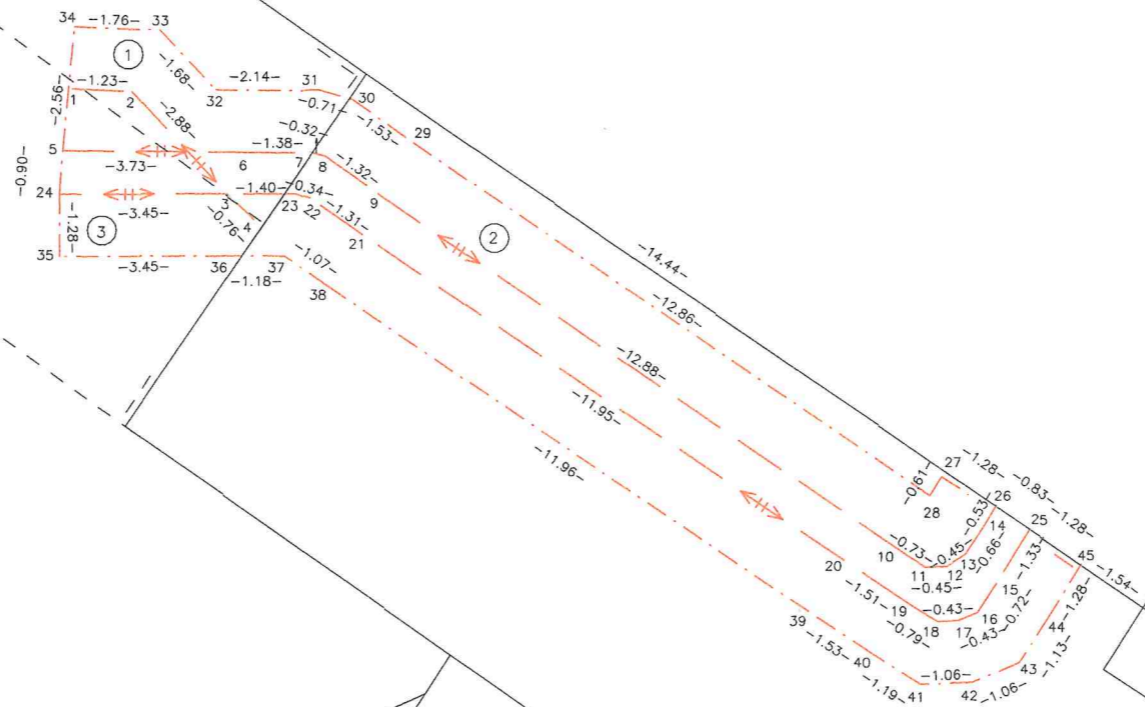 34 -1.76- 33
1
-1.68-
-2.14- 31
-1.23-
-2.56-
1 2 32 -0.71- 30
-1.53- 29
-2.88-
-0.32-
5 -1.38-
-3.73- 6 7 8 -1.32-
-0.90-
24 -1.40- -0.34-
-3.45- 3 23 22 9
-1.28- 3 -0.76- 4 -1.31-
21 2
35 -3.45- 36 37 -1.07-
-1.18- 38
-14.44-
-12.86-
-12.88-
-11.95-
-11.96-
27 -1.28- -0.83-
-0.61- 26 -1.28-
28 -0.53- 25
14
-0.73- -0.45- -0.66- -1.33- 45
10 13 -1.54-
11 12
-0.45-
20 15 -1.28-
-1.51- 19 -0.43- 16 -0.72-
-0.79- 18 17 -0.43- 44
39 -1.13-
-1.53- 40 43
-1.06-
-1.19- 41 42 -1.06-